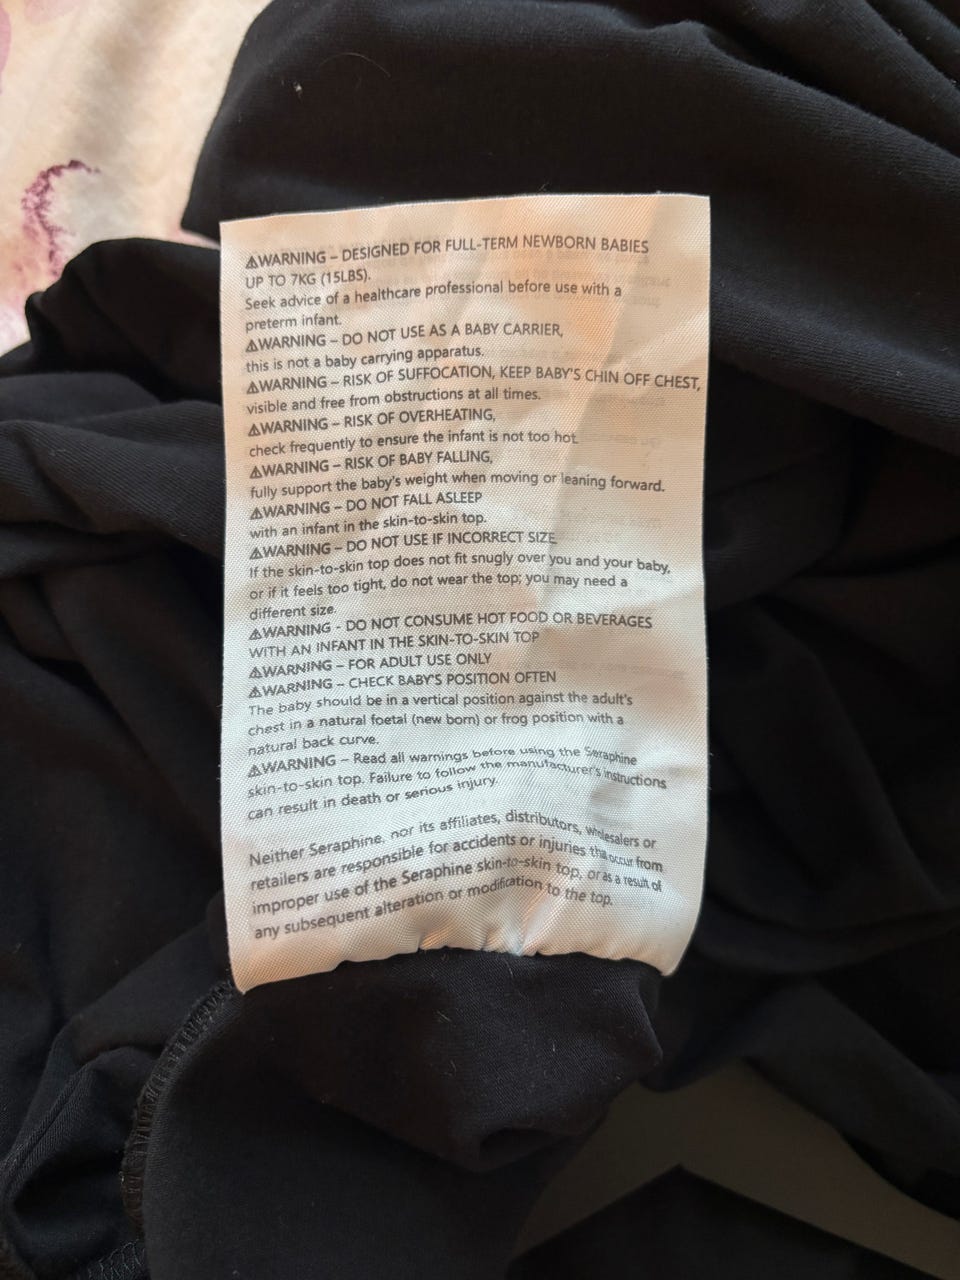 ⚠WARNING – DESIGNED FOR FULL-TERM NEWBORN BABIES
UP TO 7KG (15LBS).
Seek advice of a healthcare professional before use with a
preterm infant.
⚠WARNING – DO NOT USE AS A BABY CARRIER,
this is not a baby carrying apparatus.
⚠WARNING – RISK OF SUFFOCATION, KEEP BABY'S CHIN OFF CHEST,
visible and free from obstructions at all times.
⚠WARNING – RISK OF OVERHEATING,
check frequently to ensure the infant is not too hot.
⚠WARNING – RISK OF BABY FALLING,
fully support the baby's weight when moving or leaning forward.
⚠WARNING – DO NOT FALL ASLEEP
with an infant in the skin-to-skin top.
⚠WARNING – DO NOT USE IF INCORRECT SIZE
If the skin-to-skin top does not fit snugly over you and your baby,
or if it feels too tight, do not wear the top; you may need a
different size.
⚠WARNING - DO NOT CONSUME HOT FOOD OR BEVERAGES
WITH AN INFANT IN THE SKIN-TO-SKIN TOP
⚠WARNING – FOR ADULT USE ONLY
⚠WARNING – CHECK BABY'S POSITION OFTEN
The baby should be in a vertical position against the adult's
chest in a natural foetal (new born) or frog position with a
natural back curve.
⚠WARNING – Read all warnings before using the Seraphine
skin-to-skin top. Failure to follow the manufacturer's instructions
can result in death or serious injury.
Neither Seraphine, nor its affiliates, distributors, wholesalers or
retailers are responsible for accidents or injuries that occur from
improper use of the Seraphine skin-to-skin top, or as a result of
any subsequent alteration or modification to the top.